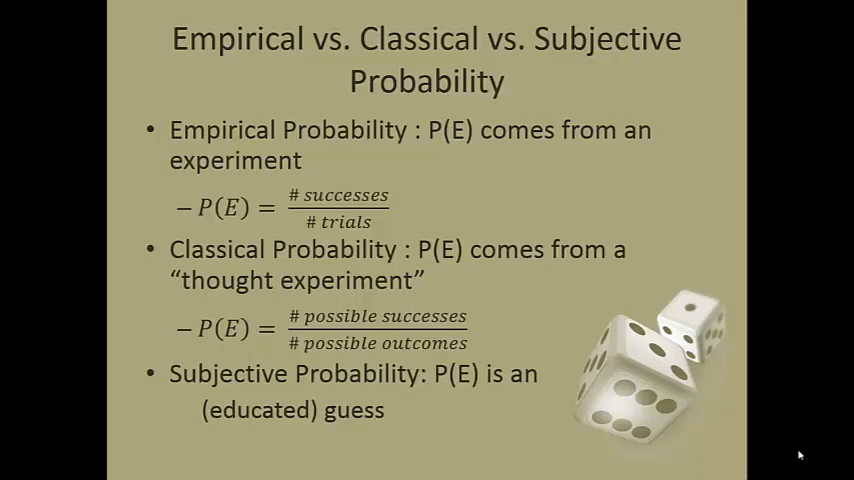 Empirical vs. Classical vs. Subjective
Probability
• Empirical Probability : P(E) comes from an
experiment
– P(E) = # successes / # trials
• Classical Probability : P(E) comes from a
“thought experiment”
– P(E) = # possible successes / # possible outcomes
• Subjective Probability: P(E) is an
(educated) guess